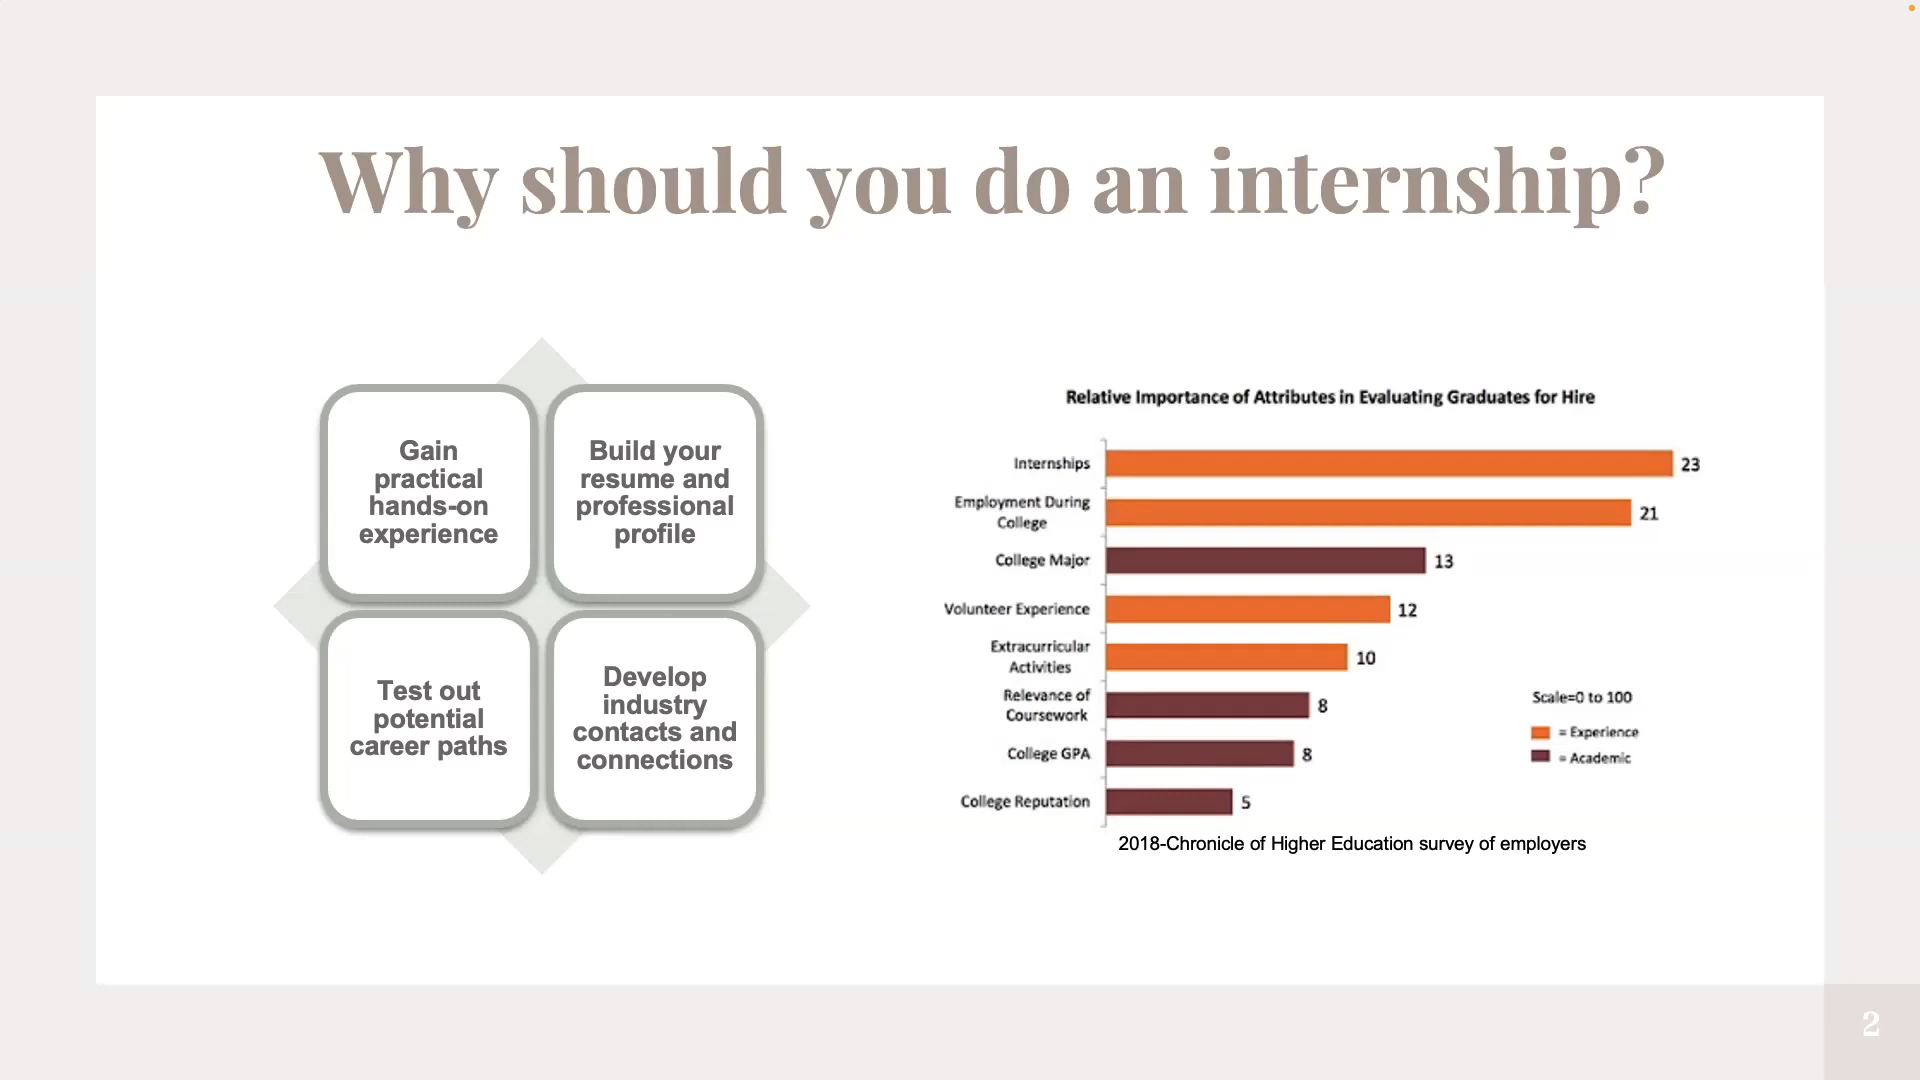 Why should you do an internship?
Gain
practical
hands-on
experience
Build your
resume and
professional
profile
Test out
potential
career paths
Develop
industry
contacts and
connections
Relative Importance of Attributes in Evaluating Graduates for Hire
Internships 23
Employment During
College 21
College Major 13
Volunteer Experience 12
Extracurricular
Activities 10
Relevance of
Coursework 8
College GPA 8
College Reputation 5
Scale=0 to 100
= Experience
= Academic
2018-Chronicle of Higher Education survey of employers
2